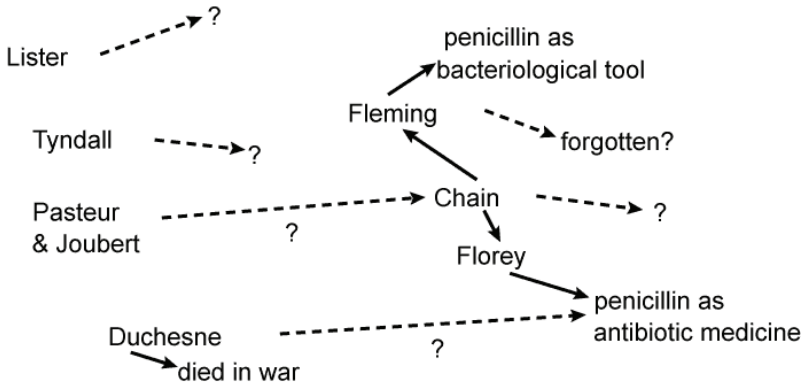 ?
Lister
penicillin as
bacteriological tool
Fleming
Tyndall
?
forgotten?
Pasteur
& Joubert
?
Chain
?
Florey
penicillin as
antibiotic medicine
Duchesne
?
died in war